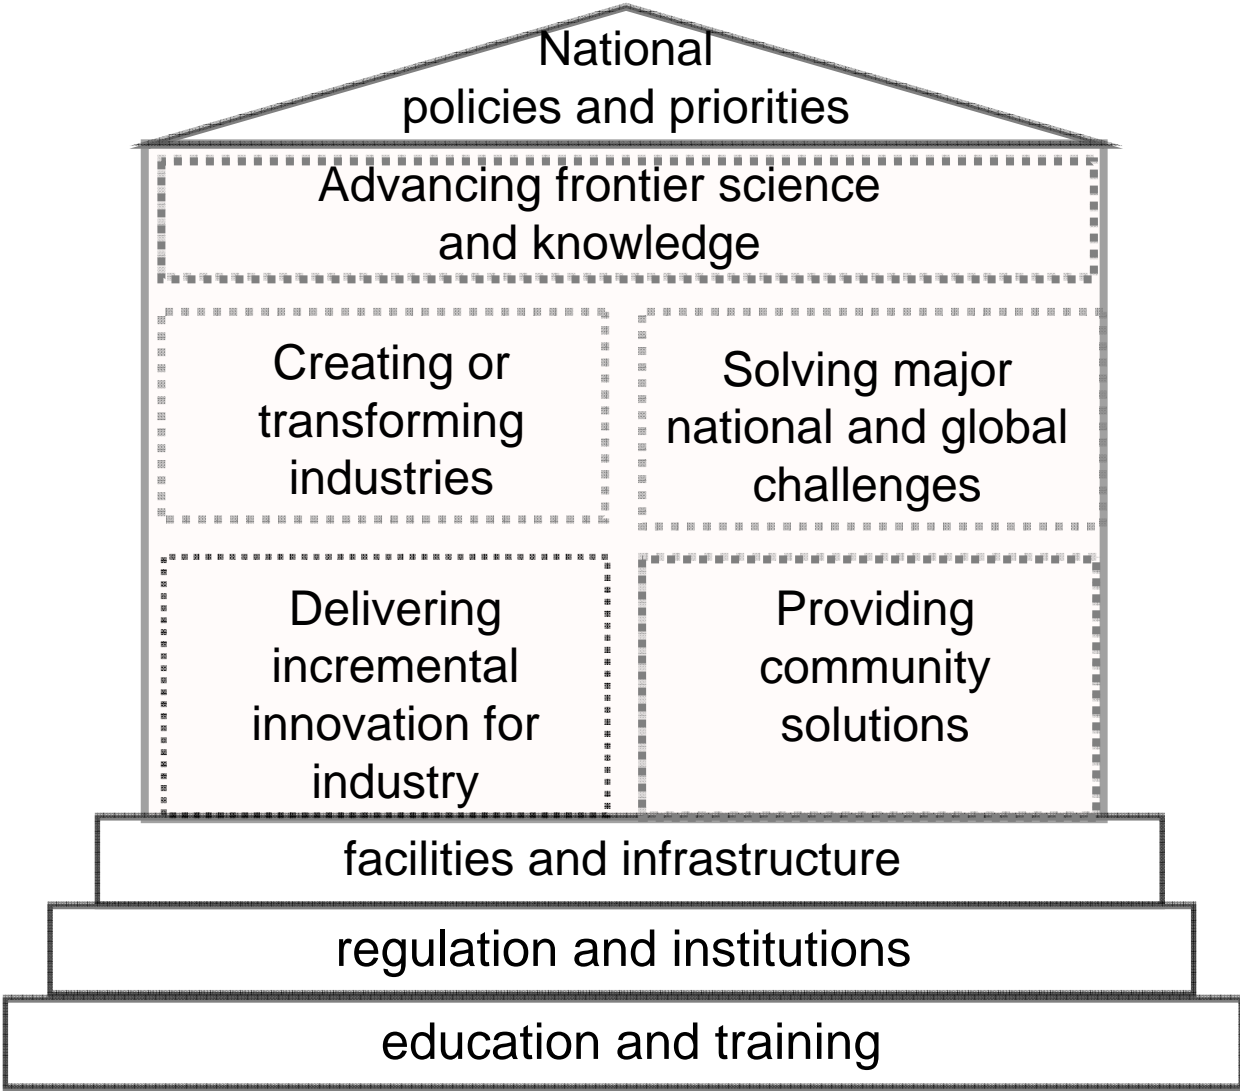 National
policies and priorities
Advancing frontier science
and knowledge
Creating or
transforming
industries
Solving major
national and global
challenges
Delivering
incremental
innovation for
industry
Providing
community
solutions
facilities and infrastructure
regulation and institutions
education and training